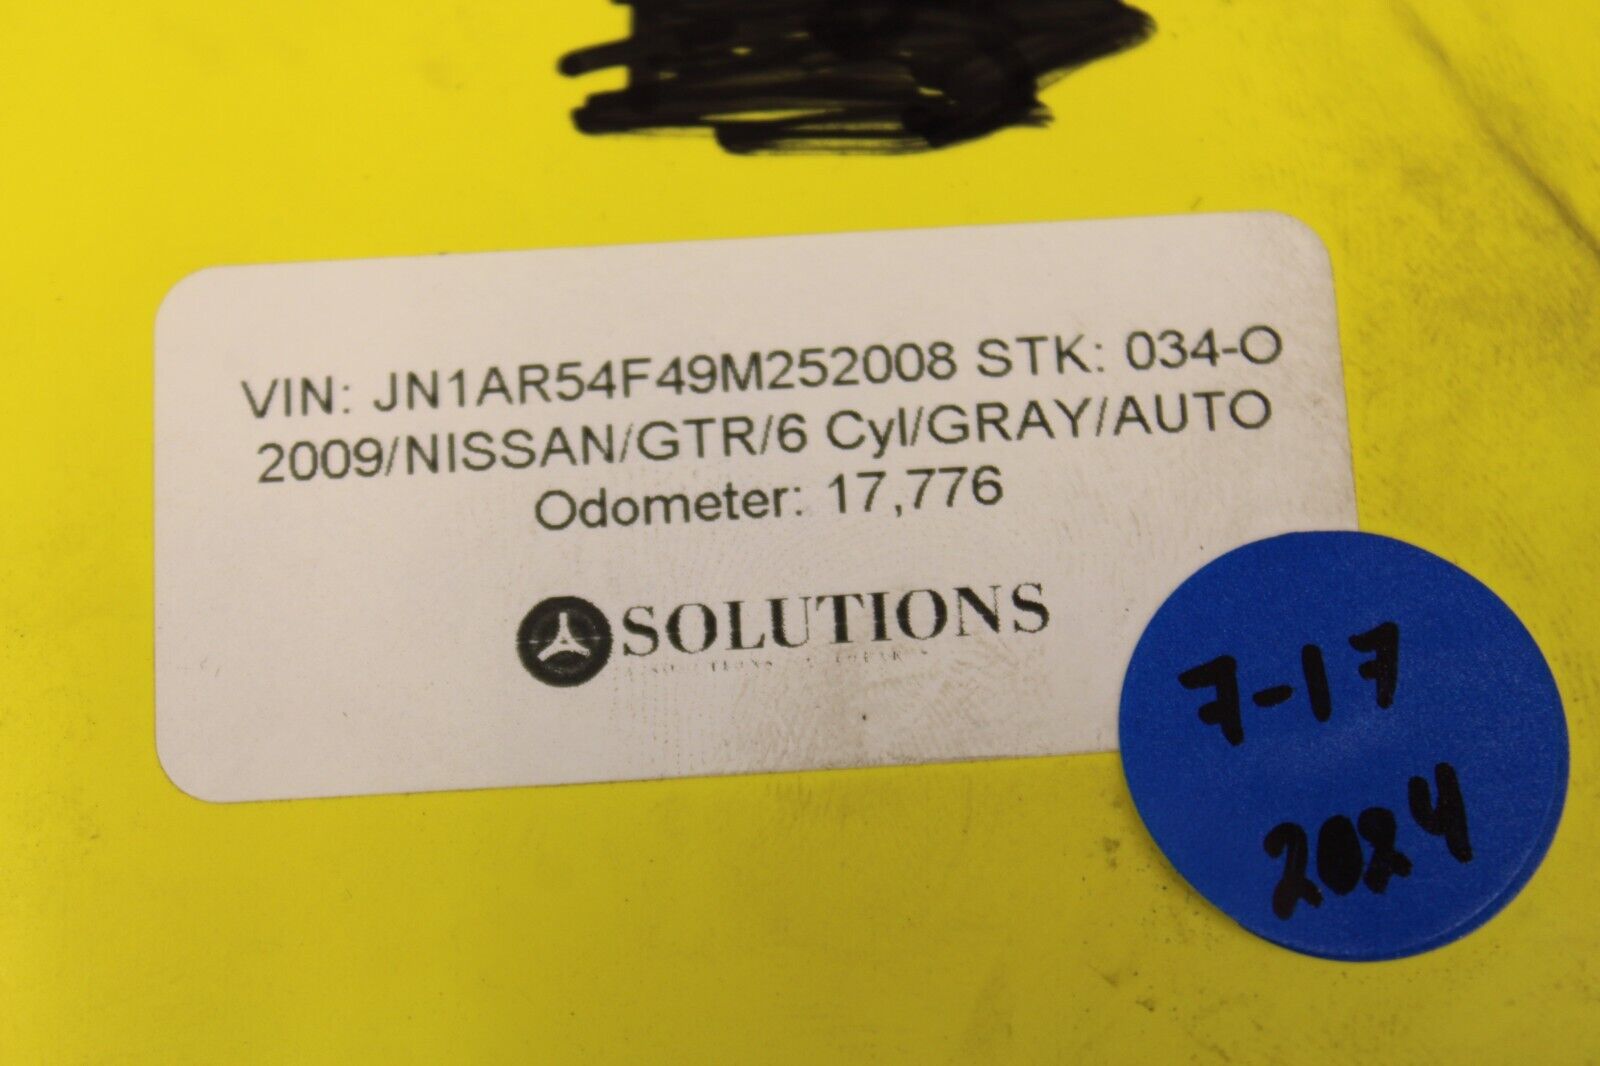 VIN: JN1AR54F49M252008 STK: 034-O
2009/NISSAN/GTR/6 Cyl/GRAY/AUTO
Odometer: 17,776
SOLUTIONS
7-17
2024